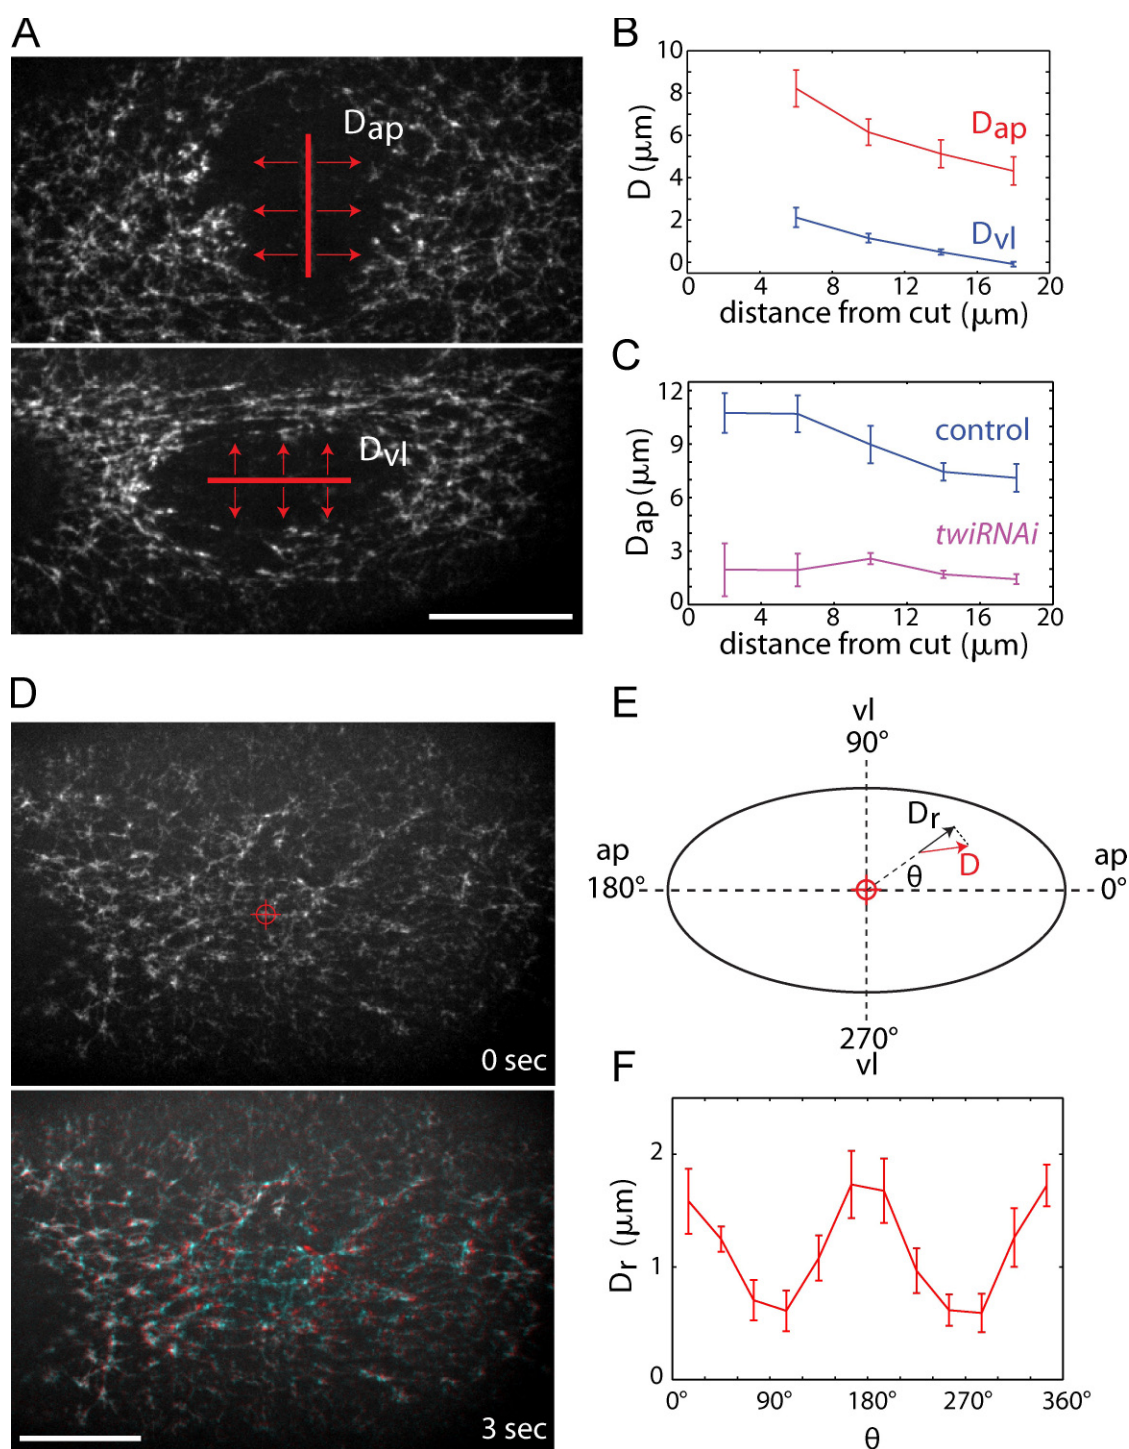 A
Dap
Dvl
B
10
8
6
4
2
0
D (μm)
Dap
Dvl
0 4 8 12 16 20
distance from cut (μm)
C
12
9
6
3
0
Dap (μm)
control
twiRNAi
0 4 8 12 16 20
distance from cut (μm)
D
0 sec
3 sec
E
vl
90°
ap
180°
Dr
D
θ
ap
0°
270°
vl
F
2
1
0
Dr (μm)
0° 90° 180° 270° 360°
θ